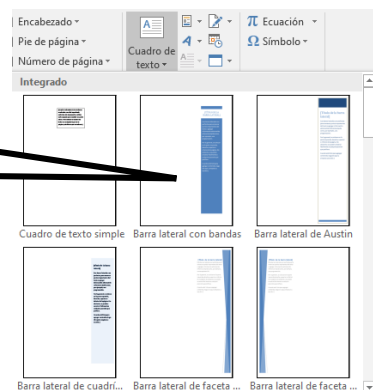 Encabezado
Pie de página
Número de página
Cuadro de
texto
Ecuación
Símbolo
Integrado
Cuadro de texto simple
Barra lateral con bandas
Barra lateral de Austin
Barra lateral de cuadrí...
Barra lateral de faceta ...
Barra lateral de faceta ...